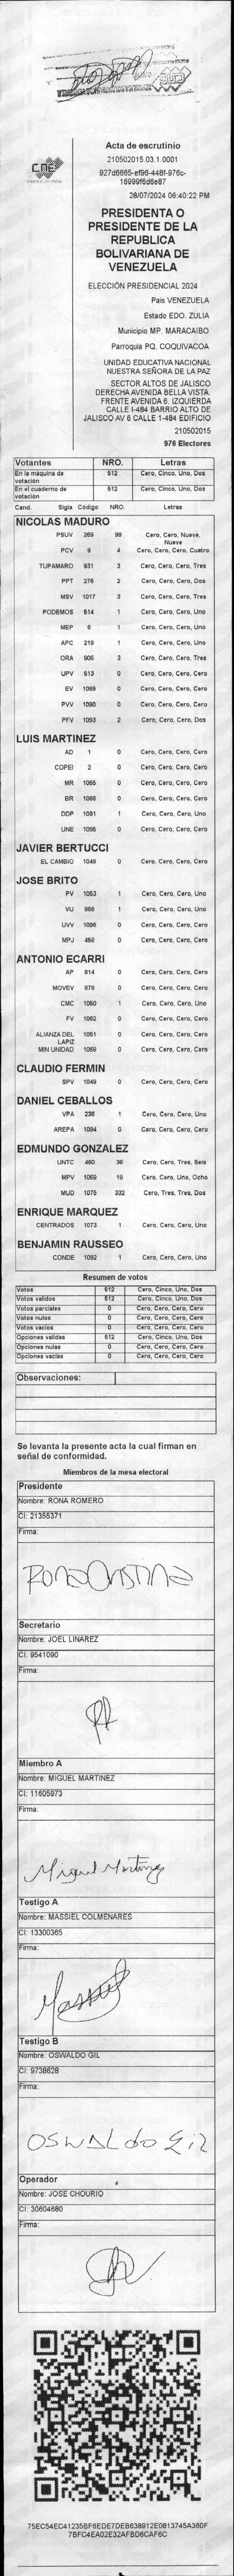 CNE
Acta de escrutinio
210502015.03.1.0001
927d6665-ef96-448f-976c-
16999f6d6e87
28/07/2024 06:40:22 PM
PRESIDENTA O
PRESIDENTE DE LA
REPUBLICA
BOLIVARIANA DE
VENEZUELA
ELECCIÓN PRESIDENCIAL 2024
País VENEZUELA
Estado EDO. ZULIA
Municipio MP. MARACAIBO
Parroquia PQ. COQUIVACOA
UNIDAD EDUCATIVA NACIONAL
NUESTRA SEÑORA DE LA PAZ
SECTOR ALTOS DE JALISCO
DERECHA AVENIDA BELLA VISTA.
FRENTE AVENIDA 6. IZQUIERDA
CALLE I-484 BARRIO ALTO DE
JALISCO AV 6 CALLE 1-484 EDIFICIO
210502015
976 Electores
Votantes NRO. Letras
En la máquina de votación 512 Cero, Cinco, Uno, Dos
En el cuaderno de votación 512 Cero, Cinco, Uno, Dos
Cand. Sigla Código NRO. Letras
NICOLAS MADURO
PSUV 269 99 Cero, Cero, Nueve, Nueve
PCV 9 4 Cero, Cero, Cero, Cuatro
TUPAMARO 931 3 Cero, Cero, Cero, Tres
PPT 276 2 Cero, Cero, Cero, Dos
MSV 1017 3 Cero, Cero, Cero, Tres
PODEMOS 514 1 Cero, Cero, Cero, Uno
MEP 6 1 Cero, Cero, Cero, Uno
APC 219 1 Cero, Cero, Cero, Uno
ORA 906 3 Cero, Cero, Cero, Tres
UPV 513 0 Cero, Cero, Cero, Cero
EV 1089 0 Cero, Cero, Cero, Cero
PVV 1090 0 Cero, Cero, Cero, Cero
PFV 1093 2 Cero, Cero, Cero, Dos
LUIS MARTINEZ
AD 1 0 Cero, Cero, Cero, Cero
COPEI 2 0 Cero, Cero, Cero, Cero
MR 1065 0 Cero, Cero, Cero, Cero
BR 1066 0 Cero, Cero, Cero, Cero
DDP 1091 1 Cero, Cero, Cero, Uno
UNE 1095 0 Cero, Cero, Cero, Cero
JAVIER BERTUCCI
EL CAMBIO 1049 0 Cero, Cero, Cero, Cero
JOSE BRITO
PV 1053 1 Cero, Cero, Cero, Uno
VU 868 1 Cero, Cero, Cero, Uno
UVV 1096 0 Cero, Cero, Cero, Cero
MPJ 459 0 Cero, Cero, Cero, Cero
ANTONIO ECARRI
AP 914 0 Cero, Cero, Cero, Cero
MOVEV 876 0 Cero, Cero, Cero, Cero
CMC 1050 1 Cero, Cero, Cero, Uno
FV 1062 0 Cero, Cero, Cero, Cero
ALIANZA DEL LAPIZ 1051 0 Cero, Cero, Cero, Cero
MIN UNIDAD 1068 0 Cero, Cero, Cero, Cero
CLAUDIO FERMIN
SPV 1048 0 Cero, Cero, Cero, Cero
DANIEL CEBALLOS
VPA 236 1 Cero, Cero, Cero, Uno
AREPA 1094 0 Cero, Cero, Cero, Cero
EDMUNDO GONZALEZ
UNTC 460 36 Cero, Cero, Tres, Seis
MPV 1069 18 Cero, Cero, Uno, Ocho
MUD 1075 332 Cero, Tres, Tres, Dos
ENRIQUE MARQUEZ
CENTRADOS 1073 1 Cero, Cero, Cero, Uno
BENJAMIN RAUSSEO
CONDE 1092 1 Cero, Cero, Cero, Uno
Resumen de votos
Votos 512 Cero, Cinco, Uno, Dos
Votos validos 512 Cero, Cinco, Uno, Dos
Votos parciales 0 Cero, Cero, Cero, Cero
Votos nulos 0 Cero, Cero, Cero, Cero
Votos vacios 0 Cero, Cero, Cero, Cero
Opciones validas 512 Cero, Cinco, Uno, Dos
Opciones nulas 0 Cero, Cero, Cero, Cero
Opciones vacias 0 Cero, Cero, Cero, Cero
Observaciones:
Se levanta la presente acta la cual firman en
señal de conformidad.
Miembros de la mesa electoral
Presidente
Nombre: RONA ROMERO
CI: 21355371
Firma:
Secretario
Nombre: JOEL LINAREZ
CI: 9541090
Firma:
Miembro A
Nombre: MIGUEL MARTINEZ
CI: 11605973
Firma:
Miguel Martinez
Testigo A
Nombre: MASSIEL COLMENARES
CI: 13300365
Firma:
Massiel
Testigo B
Nombre: OSWALDO GIL
CI: 9738628
Firma:
OSWALdo Gil
Operador
Nombre: JOSE CHOURIO
CI: 30604680
Firma:
75EC54EC41235BF6EDE7DEB638912E0813745A360F
7BFC4EA02E32AFBD6CAF6C